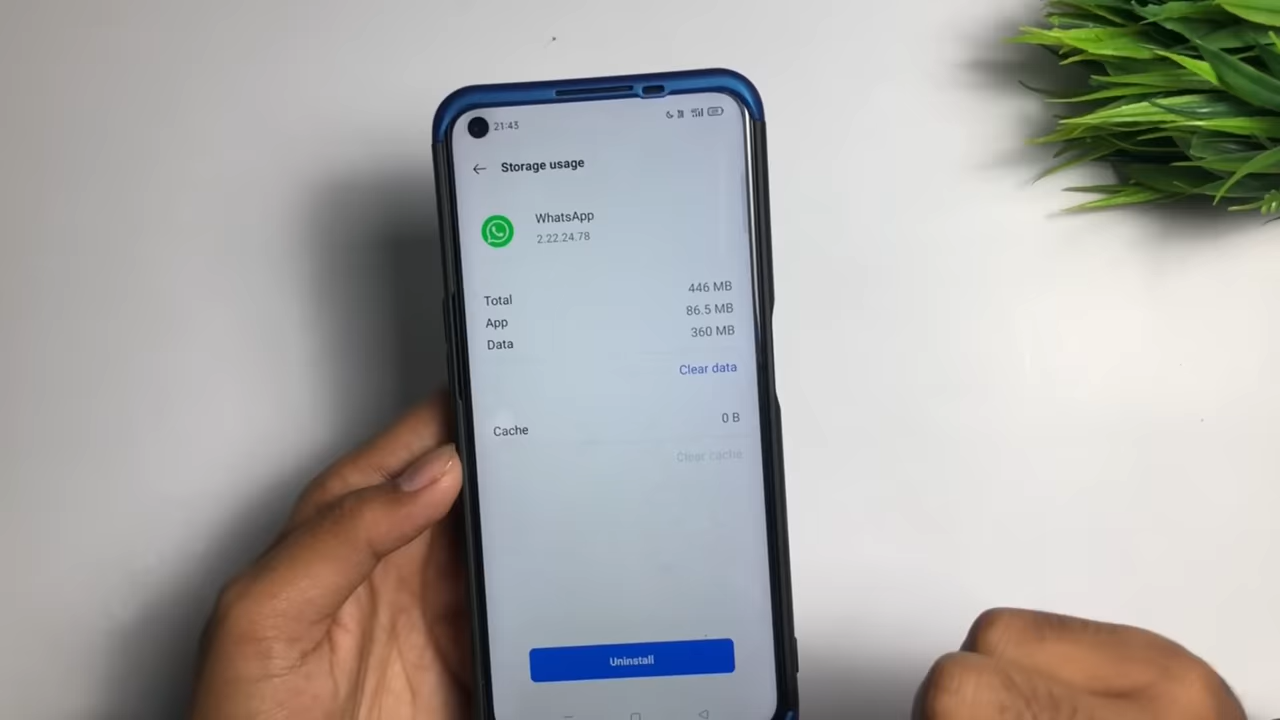 21:43
Storage usage
WhatsApp
2.22.24.78
Total 446 MB
App 86.5 MB
Data 360 MB
Clear data
Cache 0 B
Clear cache
Uninstall